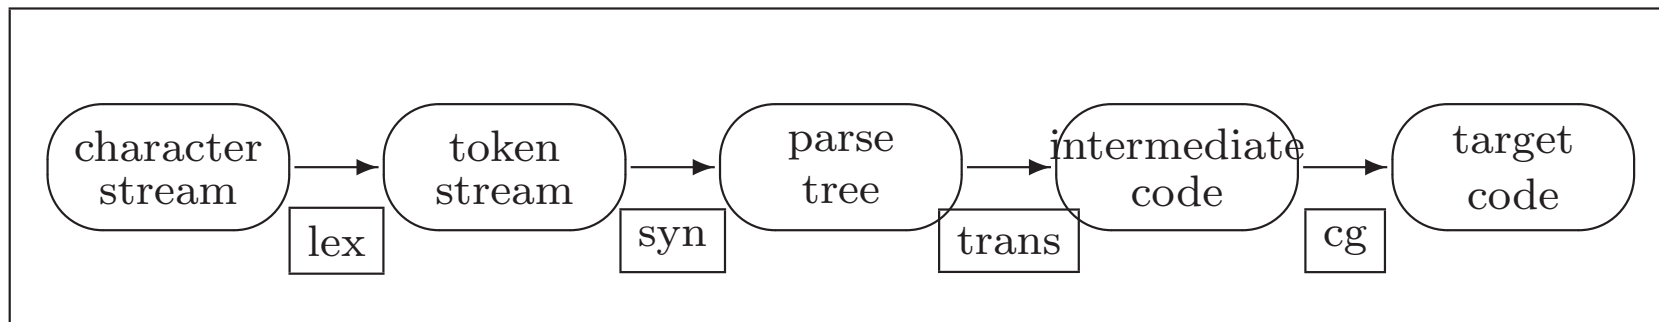 character
stream
token
stream
parse
tree
intermediate
code
target
code
lex
syn
trans
cg